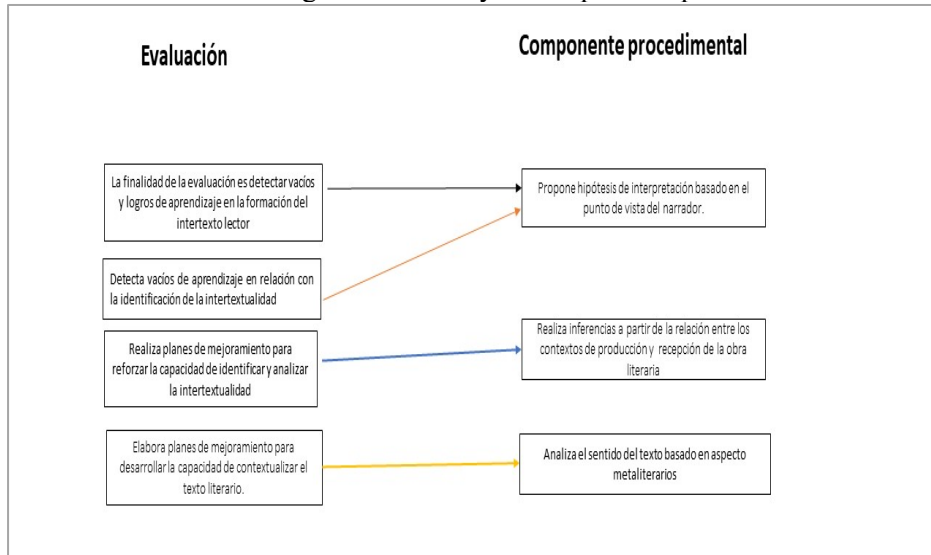 Evaluación
Componente procedimental
La finalidad de la evaluación es detectar vacíos
y logros de aprendizaje en la formación del
intertexto lector
Propone hipótesis de interpretación basado en el
punto de vista del narrador.
Detecta vacíos de aprendizaje en relación con
la identificación de la intertextualidad
Realiza planes de mejoramiento para
reforzar la capacidad de identificar y analizar
la intertextualidad
Realiza inferencias a partir de la relación entre los
contextos de producción y recepción de la obra
literaria
Elabora planes de mejoramiento para
desarrollar la capacidad de contextualizar el
texto literario.
Analiza el sentido del texto basado en aspecto
metaliterarios